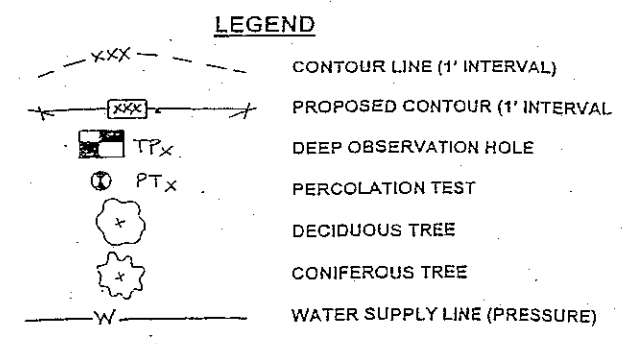 LEGEND
XXX CONTOUR LINE (1' INTERVAL)
XXX PROPOSED CONTOUR (1' INTERVAL
TPX DEEP OBSERVATION HOLE
PTX PERCOLATION TEST
DECIDUOUS TREE
CONIFEROUS TREE
W WATER SUPPLY LINE (PRESSURE)